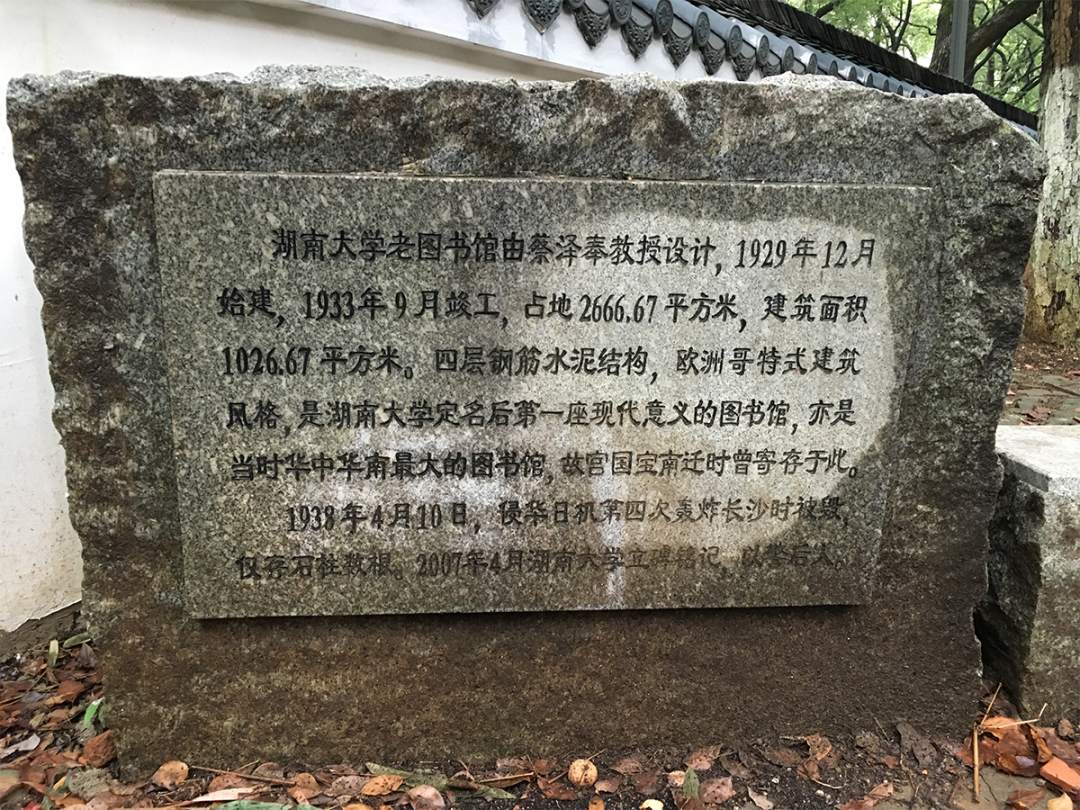 湖南大学老图书馆由蔡泽奉教授设计，1929年12月
始建，1933年9月竣工，占地2666.67平方米，建筑面积
1026.67平方米。四层钢筋水泥结构，欧洲哥特式建筑
风格，是湖南大学定名后第一座现代意义的图书馆，亦是
当时华中华南最大的图书馆，故宫国宝南迁时曾寄存于此。
1938年4月10日，侵华日机第四次轰炸长沙时被毁，
仅存石柱数根。2007年4月湖南大学立碑铭记，以警后人。